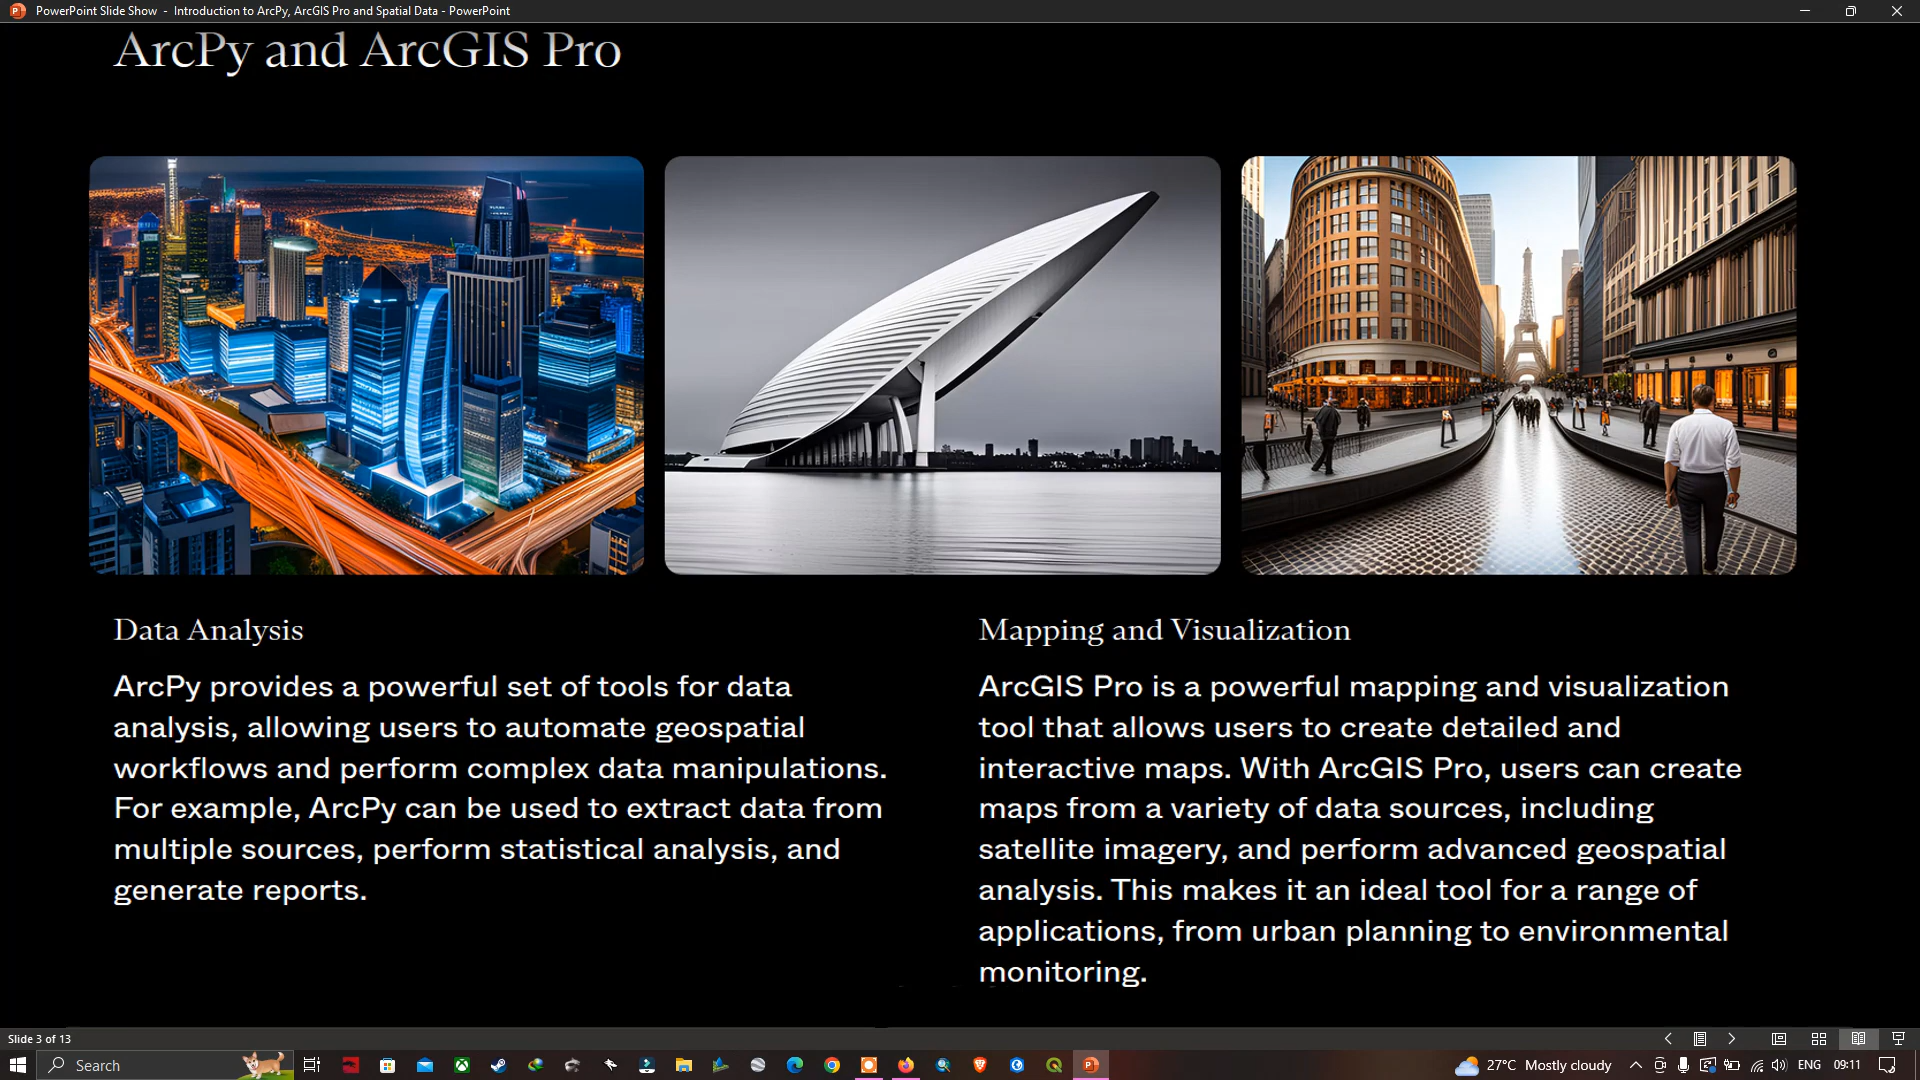 PowerPoint Slide Show - Introduction to ArcPy, ArcGIS Pro and Spatial Data - PowerPoint
ArcPy and ArcGIS Pro
Data Analysis
ArcPy provides a powerful set of tools for data
analysis, allowing users to automate geospatial
workflows and perform complex data manipulations.
For example, ArcPy can be used to extract data from
multiple sources, perform statistical analysis, and
generate reports.
Mapping and Visualization
ArcGIS Pro is a powerful mapping and visualization
tool that allows users to create detailed and
interactive maps. With ArcGIS Pro, users can create
maps from a variety of data sources, including
satellite imagery, and perform advanced geospatial
analysis. This makes it an ideal tool for a range of
applications, from urban planning to environmental
monitoring.
Slide 3 of 13
Search
27°C Mostly cloudy
ENG
09:11